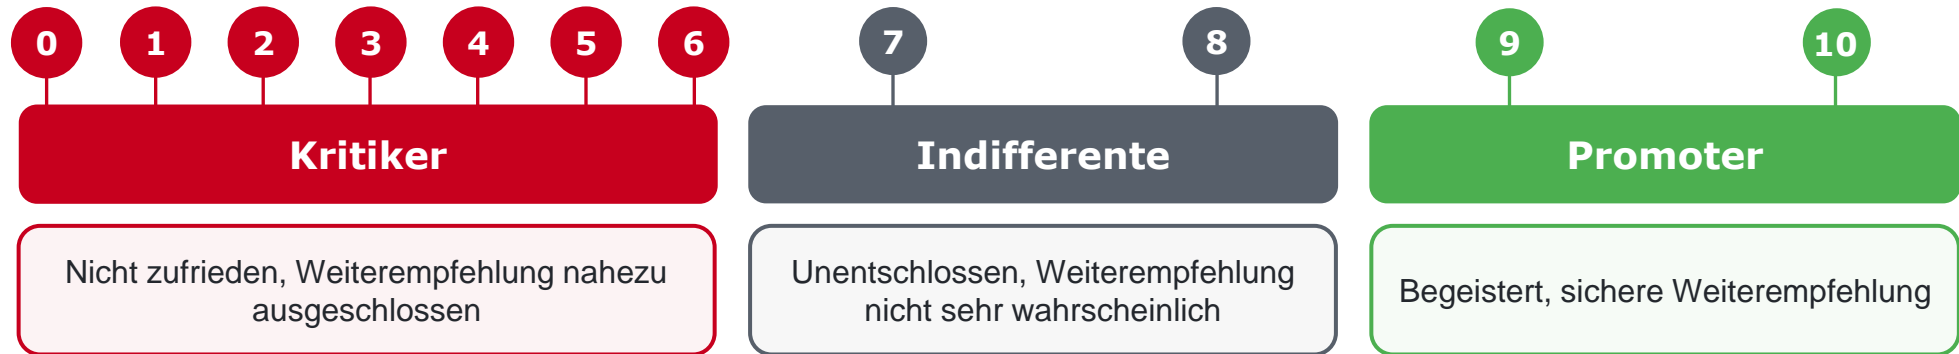 0 1 2 3 4 5 6 7 8 9 10
Kritiker Indifferente Promoter
Nicht zufrieden, Weiterempfehlung nahezu
ausgeschlossen
Unentschlossen, Weiterempfehlung
nicht sehr wahrscheinlich
Begeistert, sichere Weiterempfehlung